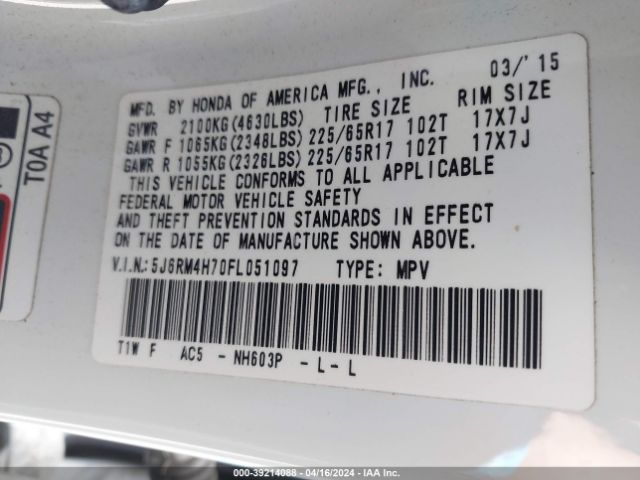 T0A A4
MFD. BY HONDA OF AMERICA MFG., INC. 03/'15
GVWR 2100KG(4630LBS) TIRE SIZE RIM SIZE
GAWR F 1065KG(2348LBS) 225/65R17 102T 17X7J
GAWR R 1055KG(2326LBS) 225/65R17 102T 17X7J
THIS VEHICLE CONFORMS TO ALL APPLICABLE
FEDERAL MOTOR VEHICLE SAFETY
AND THEFT PREVENTION STANDARDS IN EFFECT
ON THE DATE OF MANUFACTURE SHOWN ABOVE.
V.I.N.: 5J6RM4H70FL051097 TYPE: MPV
T1W F AC5 - NH603P - L - L
000-39214088 - 04/16/2024 - IAA Inc.